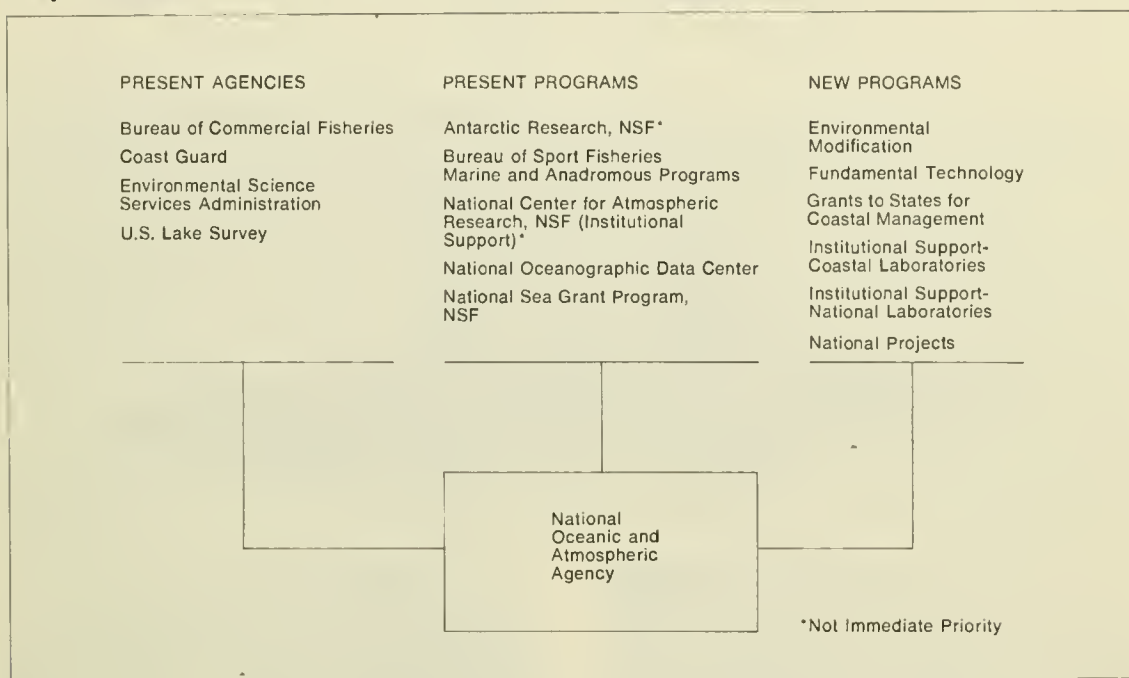 PRESENT AGENCIES
Bureau of Commercial Fisheries
Coast Guard
Environmental Science
Services Administration
U.S. Lake Survey
PRESENT PROGRAMS
Antarctic Research, NSF*
Bureau of Sport Fisheries
Marine and Anadromous Programs
National Center for Atmospheric
Research, NSF (Institutional
Support)*
National Oceanographic Data Center
National Sea Grant Program,
NSF
NEW PROGRAMS
Environmental
Modification
Fundamental Technology
Grants to States for
Coastal Management
Institutional Support-
Coastal Laboratories
Institutional Support-
National Laboratories
National Projects
National
Oceanic and
Atmospheric
Agency
*Not Immediate Priority